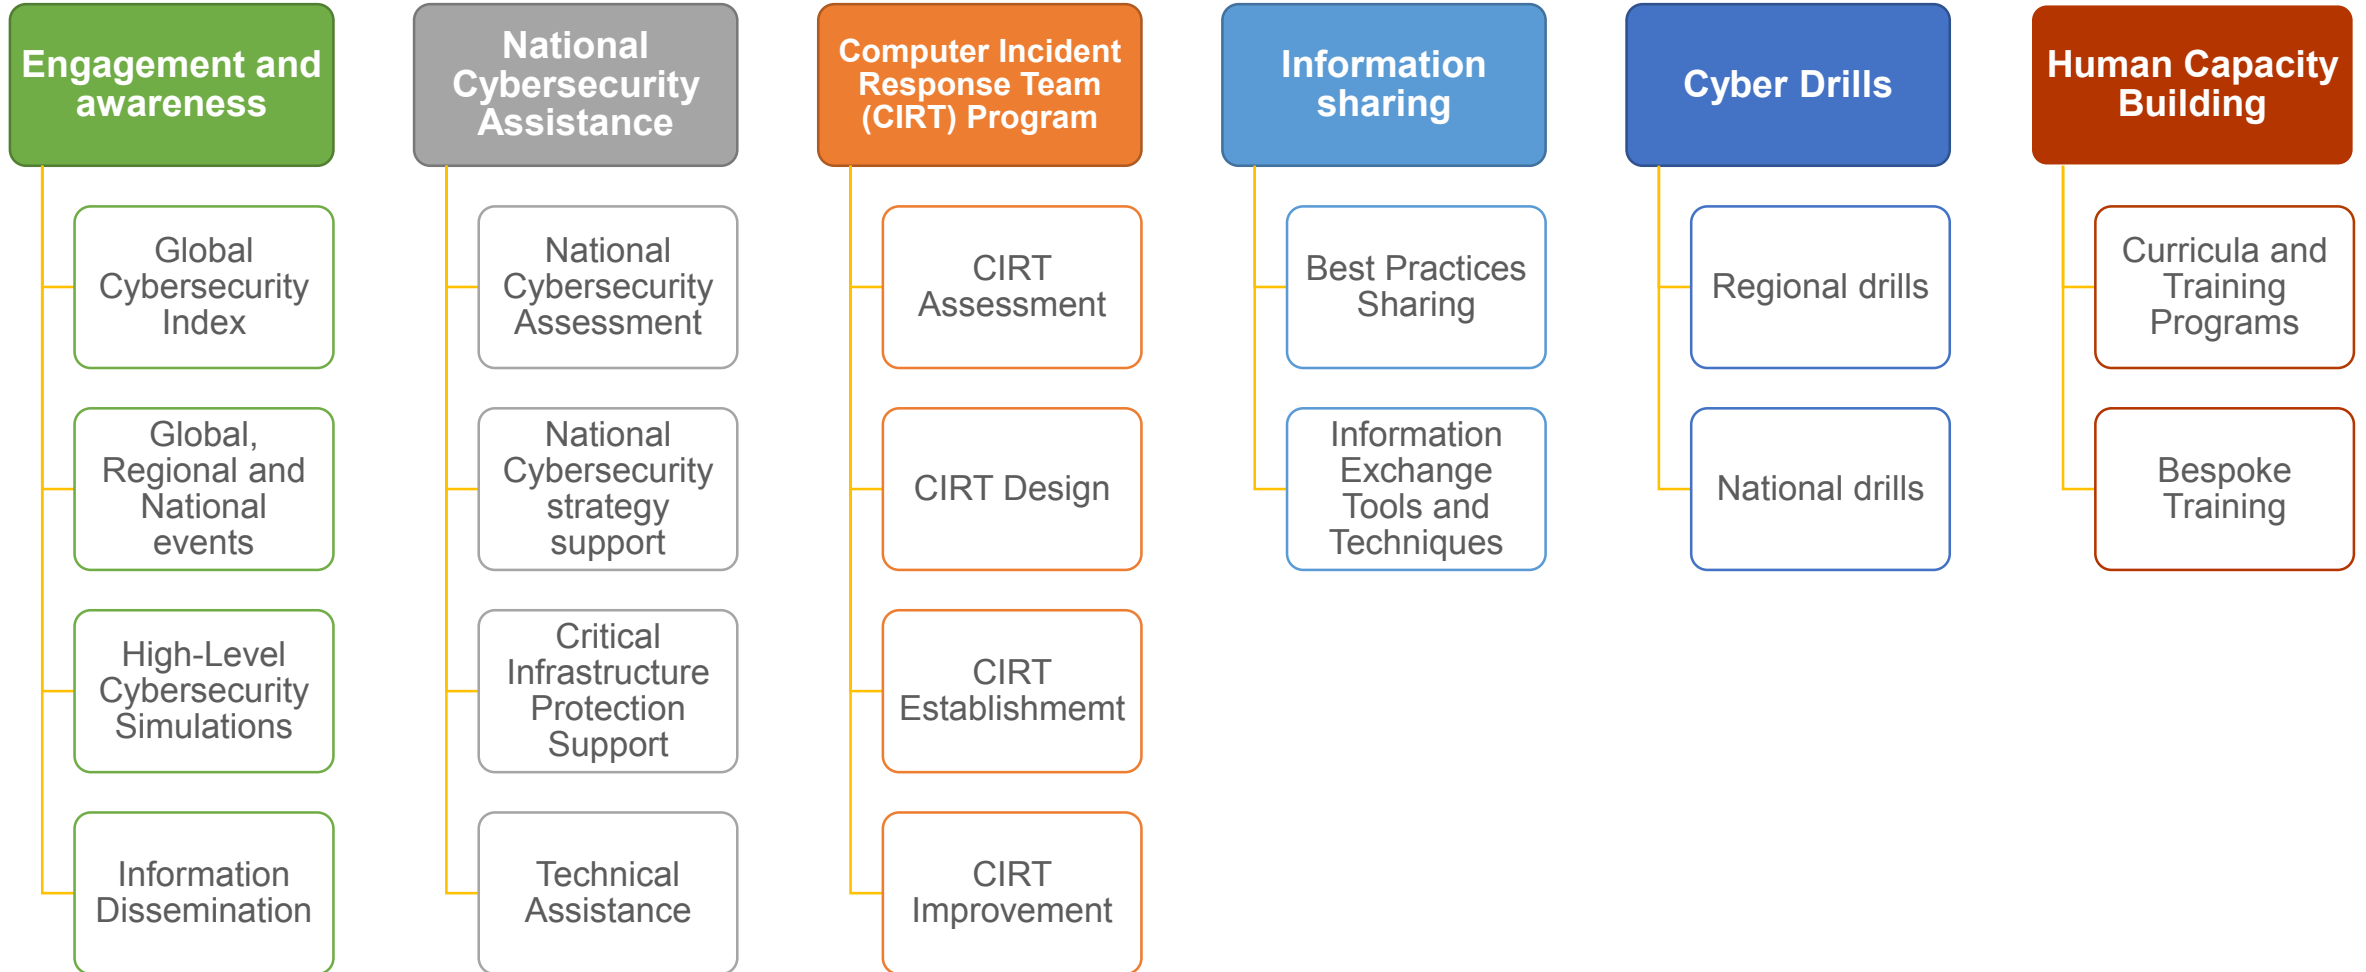 Engagement and
awareness
Global
Cybersecurity
Index
Global,
Regional and
National
events
High-Level
Cybersecurity
Simulations
Information
Dissemination
National
Cybersecurity
Assistance
National
Cybersecurity
Assessment
National
Cybersecurity
strategy
support
Critical
Infrastructure
Protection
Support
Technical
Assistance
Computer Incident
Response Team
(CIRT) Program
CIRT
Assessment
CIRT Design
CIRT
Establishmemt
CIRT
Improvement
Information
sharing
Best Practices
Sharing
Information
Exchange
Tools and
Techniques
Cyber Drills
Regional drills
National drills
Human Capacity
Building
Curricula and
Training
Programs
Bespoke
Training